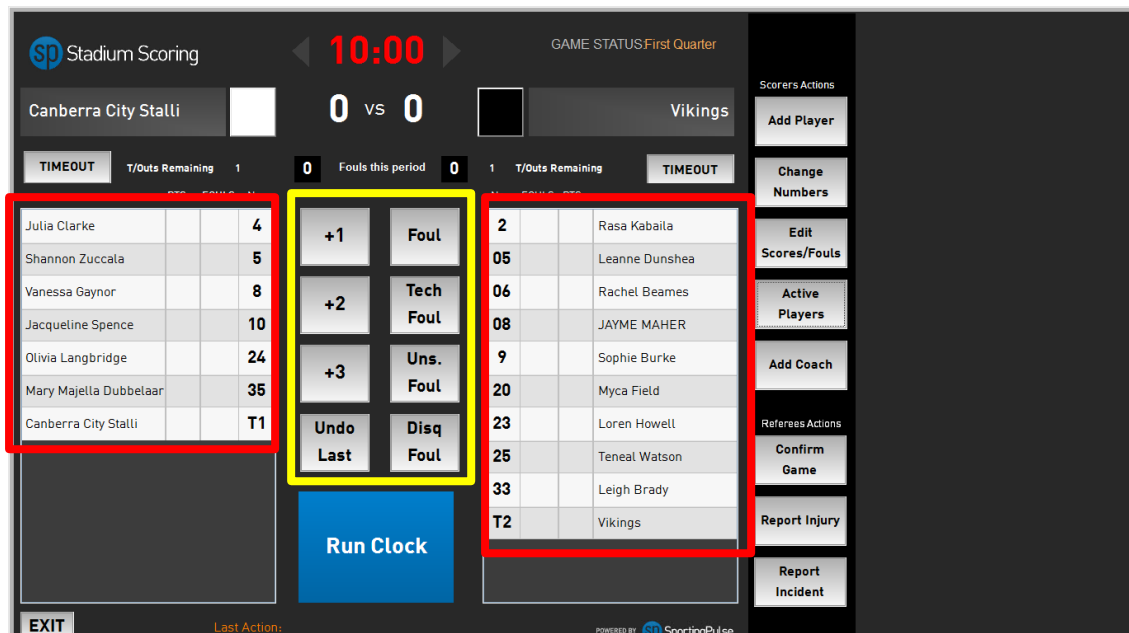 sp Stadium Scoring
10:00
GAME STATUS:First Quarter
Canberra City Stalli
0 vs 0
Vikings
TIMEOUT T/Outs Remaining 1
0 Fouls this period 0
1 T/Outs Remaining TIMEOUT
Julia Clarke 4
Shannon Zuccala 5
Vanessa Gaynor 8
Jacqueline Spence 10
Olivia Langbridge 24
Mary Majella Dubbelaar 35
Canberra City Stalli T1
+1 Foul
+2 Tech
Foul
+3 Uns.
Foul
Undo
Last
Disq
Foul
Run Clock
2 Rasa Kabaila
05 Leanne Dunshea
06 Rachel Beames
08 JAYME MAHER
9 Sophie Burke
20 Myca Field
23 Loren Howell
25 Teneal Watson
33 Leigh Brady
T2 Vikings
Scorers Actions
Add Player
Change
Numbers
Edit
Scores/Fouls
Active
Players
Add Coach
Referees Actions
Confirm
Game
Report Injury
Report
Incident
EXIT
Last Action:
POWERED BY sp SportingPulse